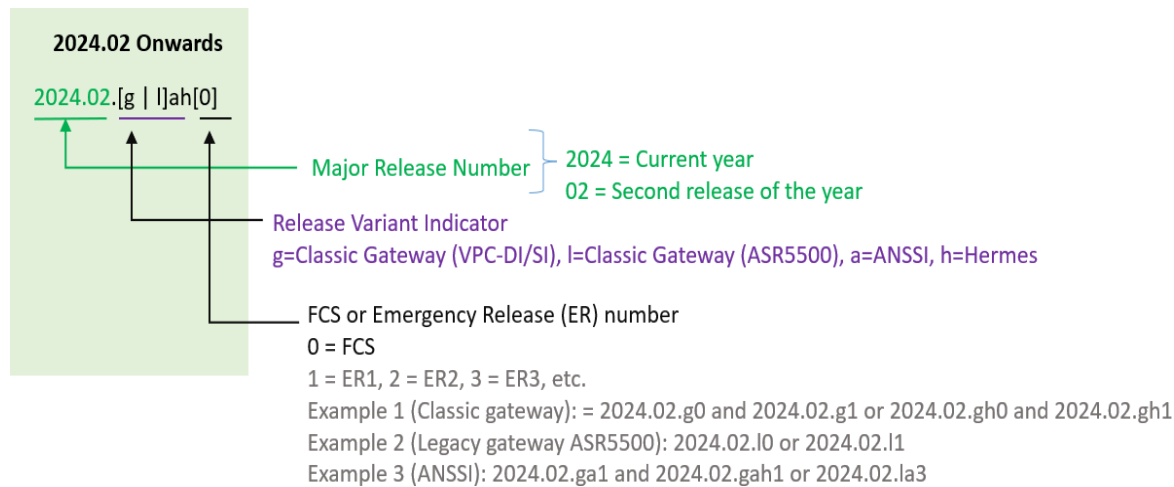 2024.02 Onwards
2024.02.[g | l]ah[0]
Major Release Number
2024 = Current year
02 = Second release of the year
Release Variant Indicator
g=Classic Gateway (VPC-DI/SI), l=Classic Gateway (ASR5500), a=ANSSI, h=Hermes
FCS or Emergency Release (ER) number
0 = FCS
1 = ER1, 2 = ER2, 3 = ER3, etc.
Example 1 (Classic gateway): = 2024.02.g0 and 2024.02.g1 or 2024.02.gh0 and 2024.02.gh1
Example 2 (Legacy gateway ASR5500): 2024.02.l0 or 2024.02.l1
Example 3 (ANSSI): 2024.02.ga1 and 2024.02.gah1 or 2024.02.la3